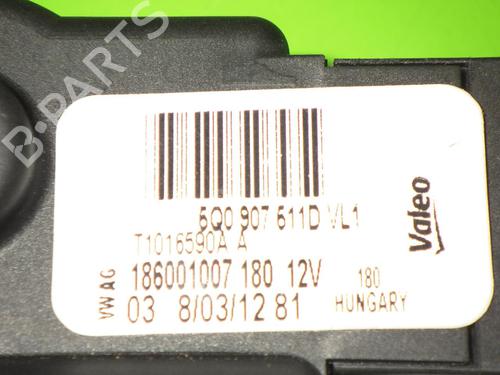 B-PARTS
5Q0 907 511D VL1
T1016590A A
VW AG
186001007 180 12V
03 8/03/12 81
180
HUNGARY
Valeo